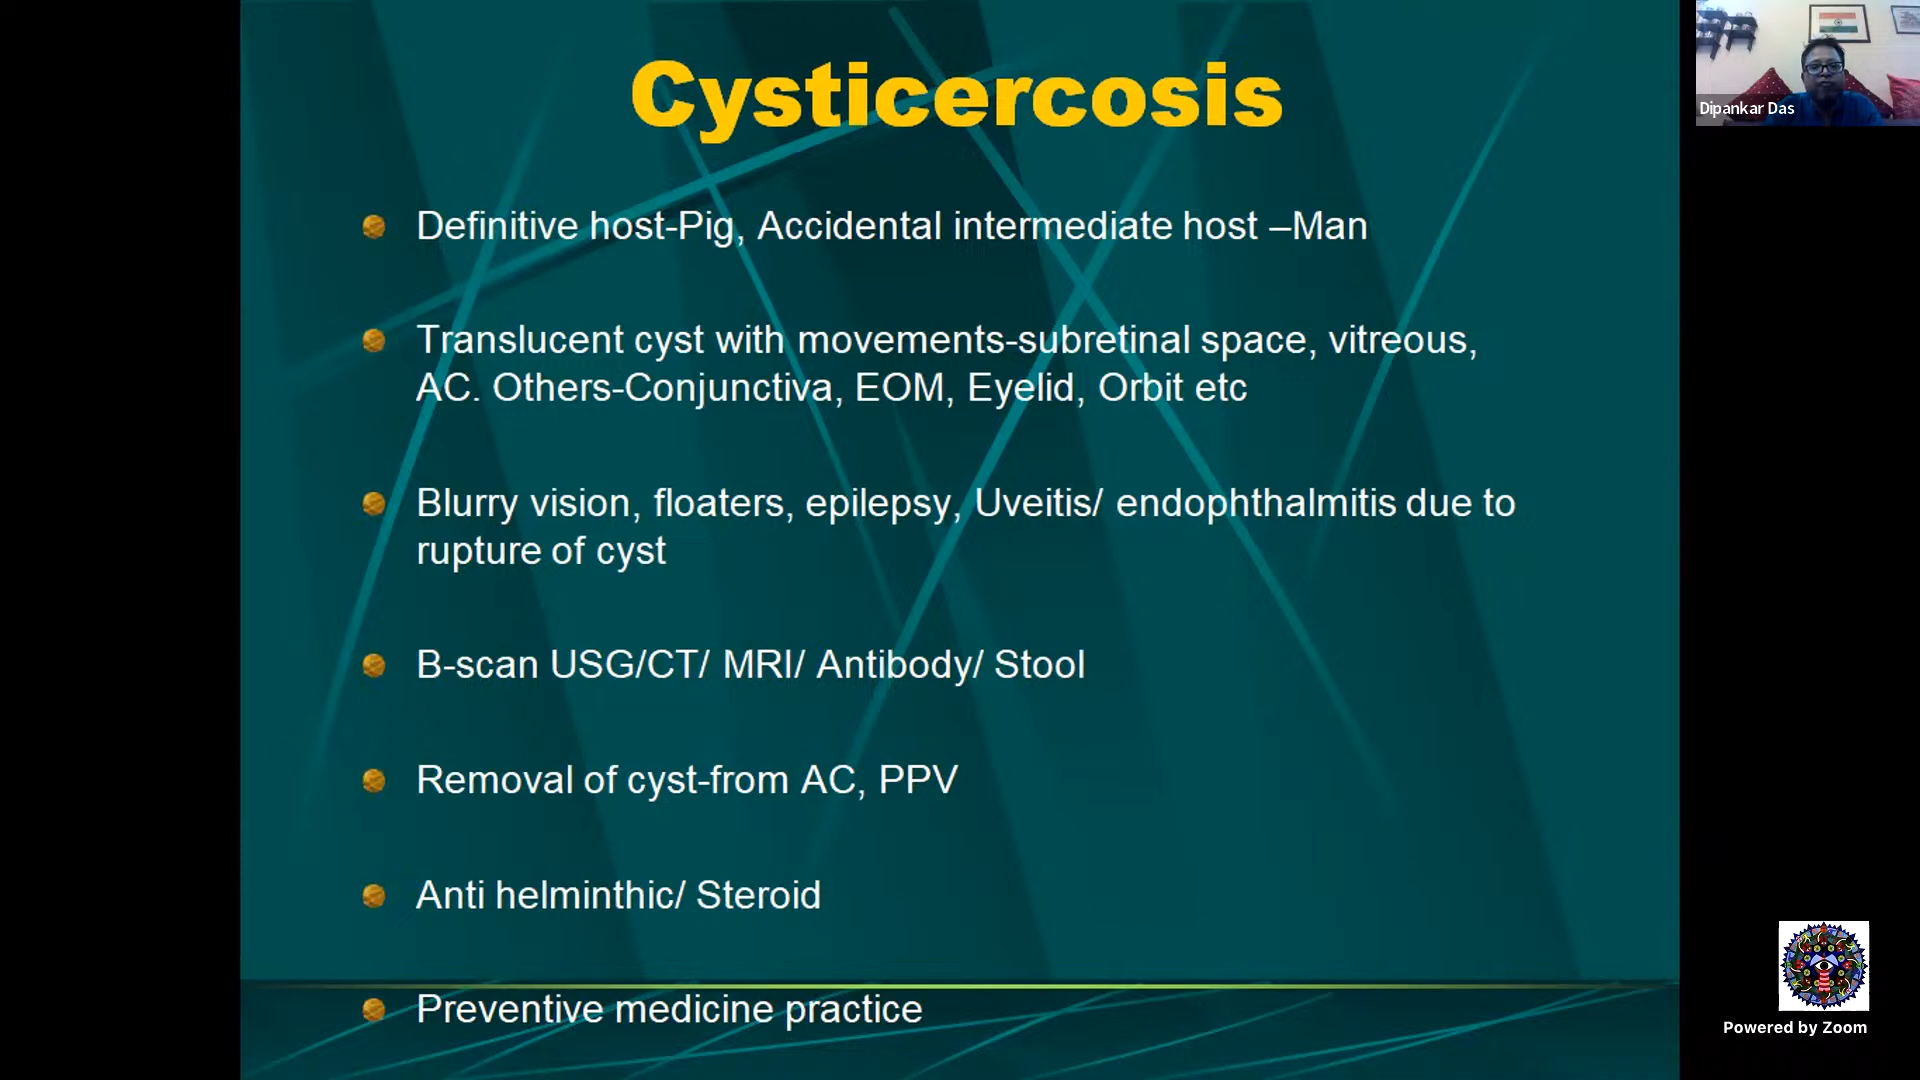 Cysticercosis
Definitive host-Pig, Accidental intermediate host –Man
Translucent cyst with movements-subretinal space, vitreous,
AC. Others-Conjunctiva, EOM, Eyelid, Orbit etc
Blurry vision, floaters, epilepsy, Uveitis/ endophthalmitis due to
rupture of cyst
B-scan USG/CT/ MRI/ Antibody/ Stool
Removal of cyst-from AC, PPV
Anti helminthic/ Steroid
Preventive medicine practice
Dipankar Das
Powered by Zoom